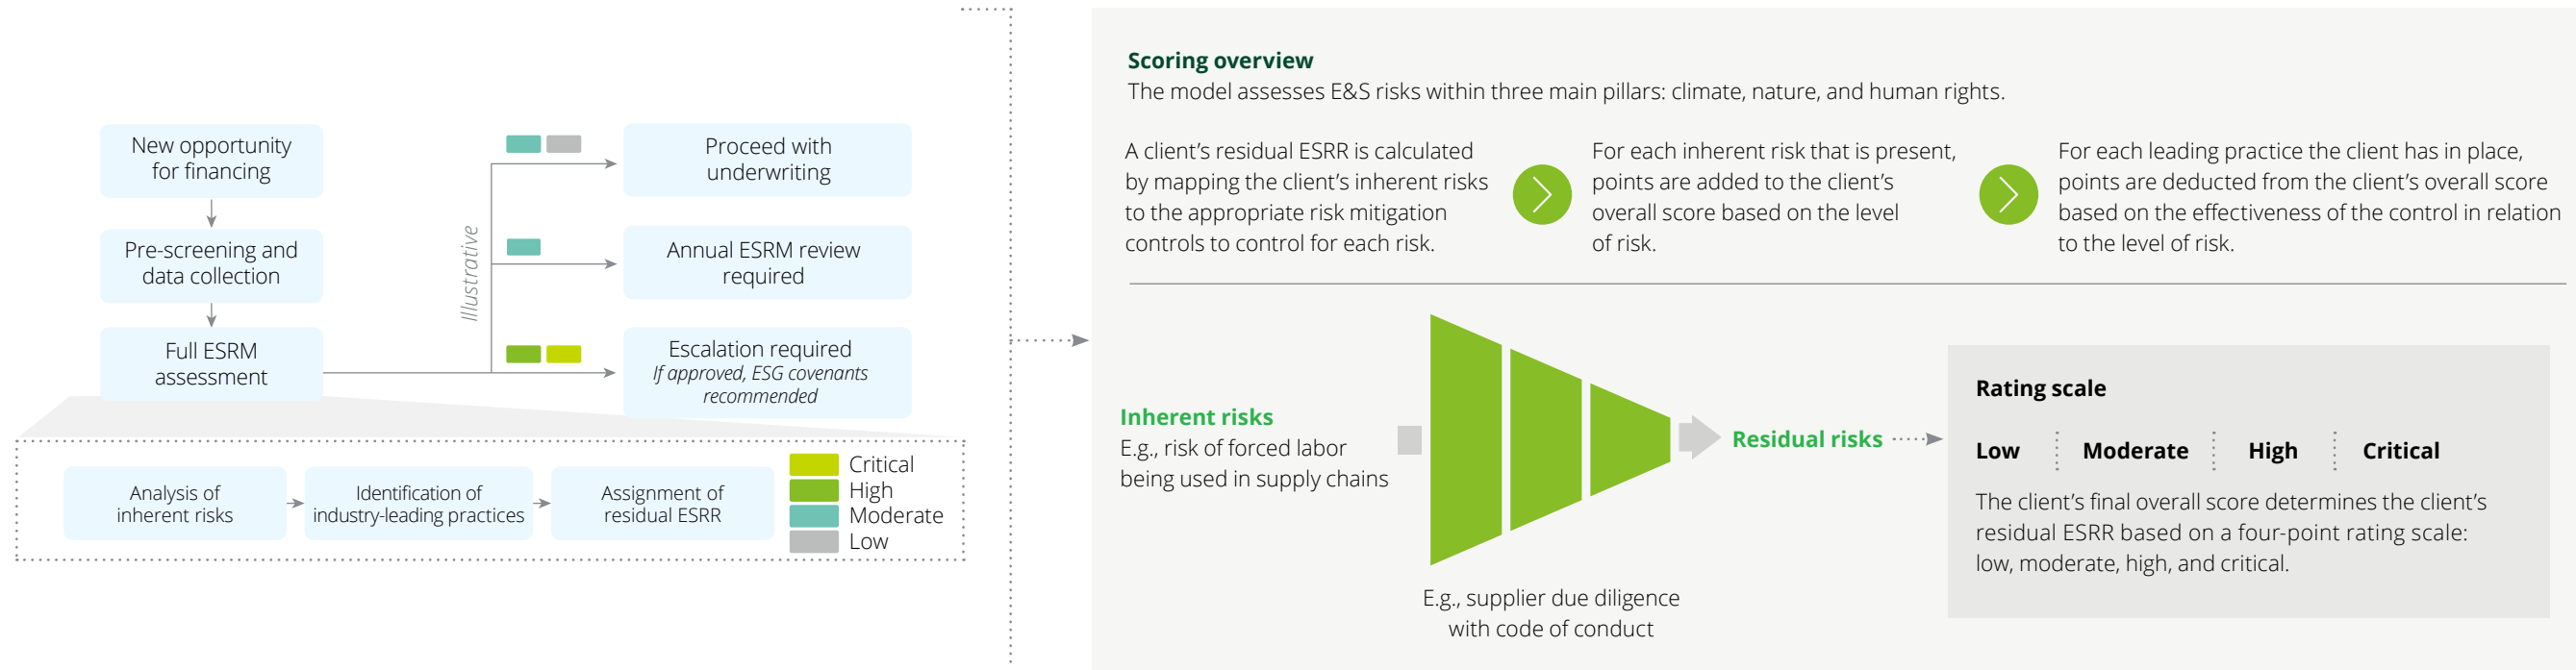 New opportunity
for financing
Pre-screening and
data collection
Full ESRM
assessment
Illustrative
Proceed with
underwriting
Annual ESRM review
required
Escalation required
If approved, ESG covenants
recommended
Analysis of
inherent risks
Identification of
industry-leading practices
Assignment of
residual ESRR
Critical
High
Moderate
Low
Scoring overview
The model assesses E&S risks within three main pillars: climate, nature, and human rights.
A client’s residual ESRR is calculated
by mapping the client’s inherent risks
to the appropriate risk mitigation
controls to control for each risk.
For each inherent risk that is present,
points are added to the client’s
overall score based on the level
of risk.
For each leading practice the client has in place,
points are deducted from the client’s overall score
based on the effectiveness of the control in relation
to the level of risk.
Inherent risks
E.g., risk of forced labor
being used in supply chains
E.g., supplier due diligence
with code of conduct
Residual risks
Rating scale
Low Moderate High Critical
The client’s final overall score determines the client’s
residual ESRR based on a four-point rating scale:
low, moderate, high, and critical.